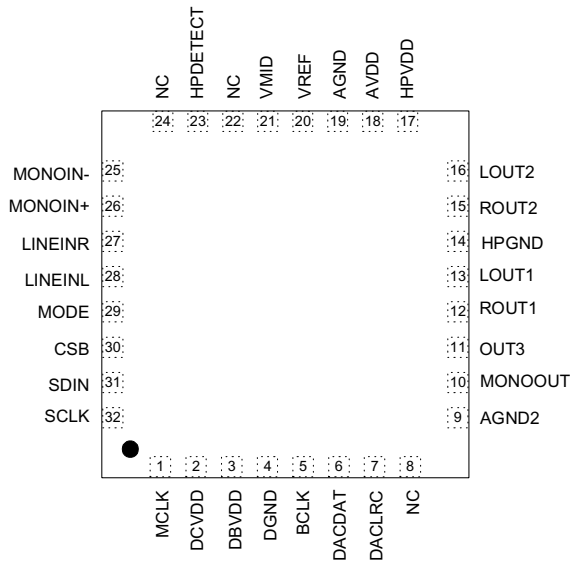 NC
HPDETECT
NC
VMID
VREF
AGND
AVDD
HPVDD
24
23
22
21
20
19
18
17
MONOIN- 25
MONOIN+ 26
LINEINR 27
LINEINL 28
MODE 29
CSB 30
SDIN 31
SCLK 32
16 LOUT2
15 ROUT2
14 HPGND
13 LOUT1
12 ROUT1
11 OUT3
10 MONOOUT
9 AGND2
1
2
3
4
5
6
7
8
MCLK
DCVDD
DBVDD
DGND
BCLK
DACDAT
DACLRC
NC